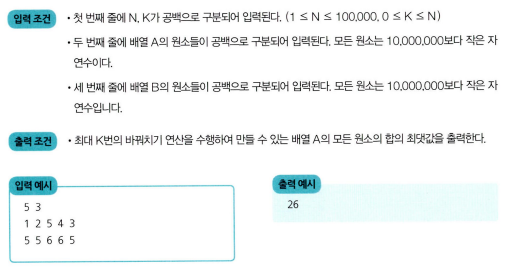 입력 조건 • 첫 번째 줄에 N, K가 공백으로 구분되어 입력된다. (1 ≤ N ≤ 100,000, 0 ≤ K ≤ N)
• 두 번째 줄에 배열 A의 원소들이 공백으로 구분되어 입력된다. 모든 원소는 10,000,000보다 작은 자
연수이다.
• 세 번째 줄에 배열 B의 원소들이 공백으로 구분되어 입력된다. 모든 원소는 10,000,000보다 작은 자
연수입니다.
출력 조건 • 최대 K번의 바꿔치기 연산을 수행하여 만들 수 있는 배열 A의 모든 원소의 합의 최댓값을 출력한다.
입력 예시
5 3
1 2 5 4 3
5 5 6 6 5
출력 예시
26